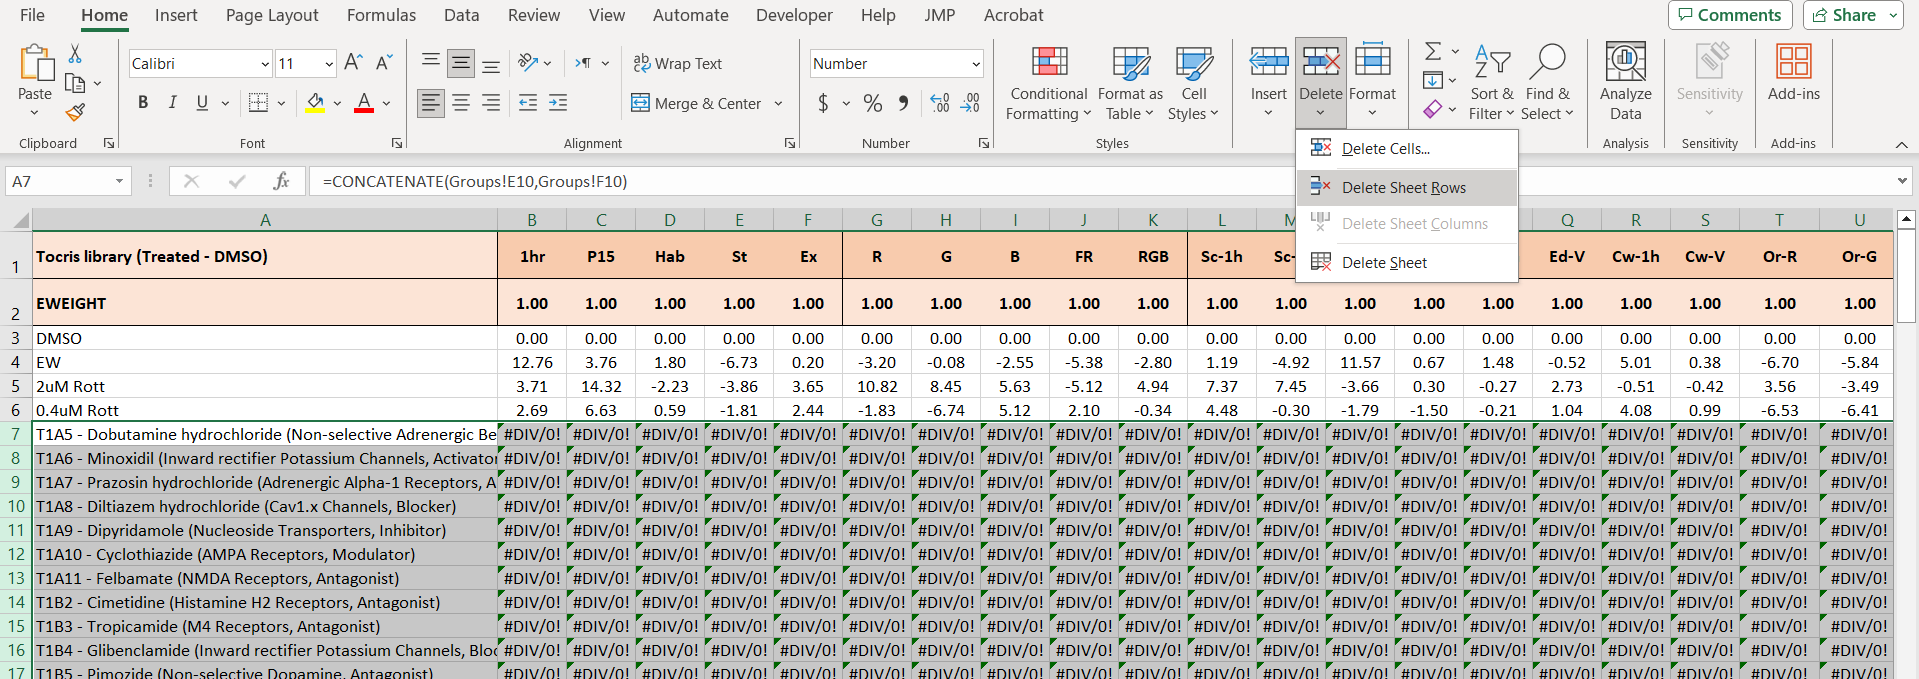 File Home Insert Page Layout Formulas Data Review View Automate Developer Help JMP Acrobat Comments Share
Paste
Clipboard
Calibri 11
B I U A
Font
ab Wrap Text
Merge & Center
Alignment
Number
$ % 9
Number
Conditional Formatting
Format as Table
Cell Styles
Styles
Insert Delete Format
Sort & Filter
Find & Select
Analyze Data
Analysis
Sensitivity
Sensitivity
Add-ins
Add-ins
Delete Cells...
Delete Sheet Rows
Delete Sheet Columns
Delete Sheet
A7 fx =CONCATENATE(Groups!E10,Groups!F10)
A B C D E F G H I J K L M Q R S T U
1 Tocris library (Treated - DMSO) 1hr P15 Hab St Ex R G B FR RGB Sc-1h Sc- Ed-V Cw-1h Cw-V Or-R Or-G
2 EWEIGHT 1.00 1.00 1.00 1.00 1.00 1.00 1.00 1.00 1.00 1.00 1.00 1.00 1.00 1.00 1.00 1.00 1.00 1.00 1.00 1.00
3 DMSO 0.00 0.00 0.00 0.00 0.00 0.00 0.00 0.00 0.00 0.00 0.00 0.00 0.00 0.00 0.00 0.00 0.00 0.00 0.00 0.00
4 EW 12.76 3.76 1.80 -6.73 0.20 -3.20 -0.08 -2.55 -5.38 -2.80 1.19 -4.92 11.57 0.67 1.48 -0.52 5.01 0.38 -6.70 -5.84
5 2uM Rott 3.71 14.32 -2.23 -3.86 3.65 10.82 8.45 5.63 -5.12 4.94 7.37 7.45 -3.66 0.30 -0.27 2.73 -0.51 -0.42 3.56 -3.49
6 0.4uM Rott 2.69 6.63 0.59 -1.81 2.44 -1.83 -6.74 5.12 2.10 -0.34 4.48 -0.30 -1.79 -1.50 -0.21 1.04 4.08 0.99 -6.53 -6.41
7 T1A5 - Dobutamine hydrochloride (Non-selective Adrenergic Be #DIV/0! #DIV/0! #DIV/0! #DIV/0! #DIV/0! #DIV/0! #DIV/0! #DIV/0! #DIV/0! #DIV/0! #DIV/0! #DIV/0! #DIV/0! #DIV/0! #DIV/0! #DIV/0! #DIV/0! #DIV/0! #DIV/0! #DIV/0!
8 T1A6 - Minoxidil (Inward rectifier Potassium Channels, Activator #DIV/0! #DIV/0! #DIV/0! #DIV/0! #DIV/0! #DIV/0! #DIV/0! #DIV/0! #DIV/0! #DIV/0! #DIV/0! #DIV/0! #DIV/0! #DIV/0! #DIV/0! #DIV/0! #DIV/0! #DIV/0! #DIV/0! #DIV/0!
9 T1A7 - Prazosin hydrochloride (Adrenergic Alpha-1 Receptors, A #DIV/0! #DIV/0! #DIV/0! #DIV/0! #DIV/0! #DIV/0! #DIV/0! #DIV/0! #DIV/0! #DIV/0! #DIV/0! #DIV/0! #DIV/0! #DIV/0! #DIV/0! #DIV/0! #DIV/0! #DIV/0! #DIV/0! #DIV/0!
10 T1A8 - Diltiazem hydrochloride (Cav1.x Channels, Blocker) #DIV/0! #DIV/0! #DIV/0! #DIV/0! #DIV/0! #DIV/0! #DIV/0! #DIV/0! #DIV/0! #DIV/0! #DIV/0! #DIV/0! #DIV/0! #DIV/0! #DIV/0! #DIV/0! #DIV/0! #DIV/0! #DIV/0! #DIV/0!
11 T1A9 - Dipyridamole (Nucleoside Transporters, Inhibitor) #DIV/0! #DIV/0! #DIV/0! #DIV/0! #DIV/0! #DIV/0! #DIV/0! #DIV/0! #DIV/0! #DIV/0! #DIV/0! #DIV/0! #DIV/0! #DIV/0! #DIV/0! #DIV/0! #DIV/0! #DIV/0! #DIV/0! #DIV/0!
12 T1A10 - Cyclothiazide (AMPA Receptors, Modulator) #DIV/0! #DIV/0! #DIV/0! #DIV/0! #DIV/0! #DIV/0! #DIV/0! #DIV/0! #DIV/0! #DIV/0! #DIV/0! #DIV/0! #DIV/0! #DIV/0! #DIV/0! #DIV/0! #DIV/0! #DIV/0! #DIV/0! #DIV/0!
13 T1A11 - Felbamate (NMDA Receptors, Antagonist) #DIV/0! #DIV/0! #DIV/0! #DIV/0! #DIV/0! #DIV/0! #DIV/0! #DIV/0! #DIV/0! #DIV/0! #DIV/0! #DIV/0! #DIV/0! #DIV/0! #DIV/0! #DIV/0! #DIV/0! #DIV/0! #DIV/0! #DIV/0!
14 T1B2 - Cimetidine (Histamine H2 Receptors, Antagonist) #DIV/0! #DIV/0! #DIV/0! #DIV/0! #DIV/0! #DIV/0! #DIV/0! #DIV/0! #DIV/0! #DIV/0! #DIV/0! #DIV/0! #DIV/0! #DIV/0! #DIV/0! #DIV/0! #DIV/0! #DIV/0! #DIV/0! #DIV/0!
15 T1B3 - Tropicamide (M4 Receptors, Antagonist) #DIV/0! #DIV/0! #DIV/0! #DIV/0! #DIV/0! #DIV/0! #DIV/0! #DIV/0! #DIV/0! #DIV/0! #DIV/0! #DIV/0! #DIV/0! #DIV/0! #DIV/0! #DIV/0! #DIV/0! #DIV/0! #DIV/0! #DIV/0!
16 T1B4 - Glibenclamide (Inward rectifier Potassium Channels, Bloc #DIV/0! #DIV/0! #DIV/0! #DIV/0! #DIV/0! #DIV/0! #DIV/0! #DIV/0! #DIV/0! #DIV/0! #DIV/0! #DIV/0! #DIV/0! #DIV/0! #DIV/0! #DIV/0! #DIV/0! #DIV/0! #DIV/0! #DIV/0!
17 T1B5 - Pimozide (Non-selective Dopamine, Antagonist) #DIV/0! #DIV/0! #DIV/0! #DIV/0! #DIV/0! #DIV/0! #DIV/0! #DIV/0! #DIV/0! #DIV/0! #DIV/0! #DIV/0! #DIV/0! #DIV/0! #DIV/0! #DIV/0! #DIV/0! #DIV/0! #DIV/0! #DIV/0!